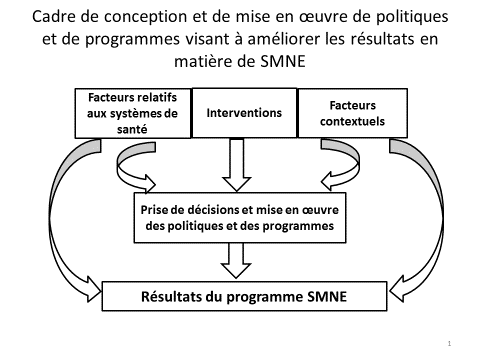 Cadre de conception et de mise en œuvre de politiques
et de programmes visant à améliorer les résultats en
matière de SMNE
Facteurs relatifs
aux systèmes de
santé
Interventions
Facteurs
contextuels
Prise de décisions et mise en œuvre
des politiques et des programmes
Résultats du programme SMNE
1